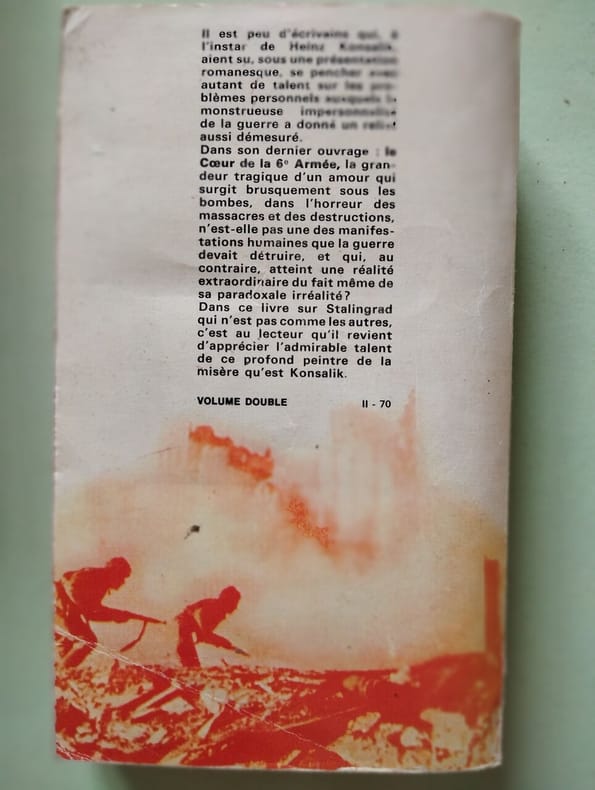 Il est peu d'écrivains qui, à
l'instar de Heinz Konsalik,
aient su, sous une présentation
romanesque, se pencher avec
autant de talent sur les pro-
blèmes personnels auxquels la
monstrueuse impersonnalité
de la guerre a donné un relief
aussi démesuré.
Dans son dernier ouvrage : le
Cœur de la 6e Armée, la gran-
deur tragique d'un amour qui
surgit brusquement sous les
bombes, dans l'horreur des
massacres et des destructions,
n'est-elle pas une des manifes-
tations humaines que la guerre
devait détruire, et qui, au
contraire, atteint une réalité
extraordinaire du fait même de
sa paradoxale irréalité?
Dans ce livre sur Stalingrad
qui n'est pas comme les autres,
c'est au lecteur qu'il revient
d'apprécier l'admirable talent
de ce profond peintre de la
misère qu'est Konsalik.
VOLUME DOUBLE II - 70